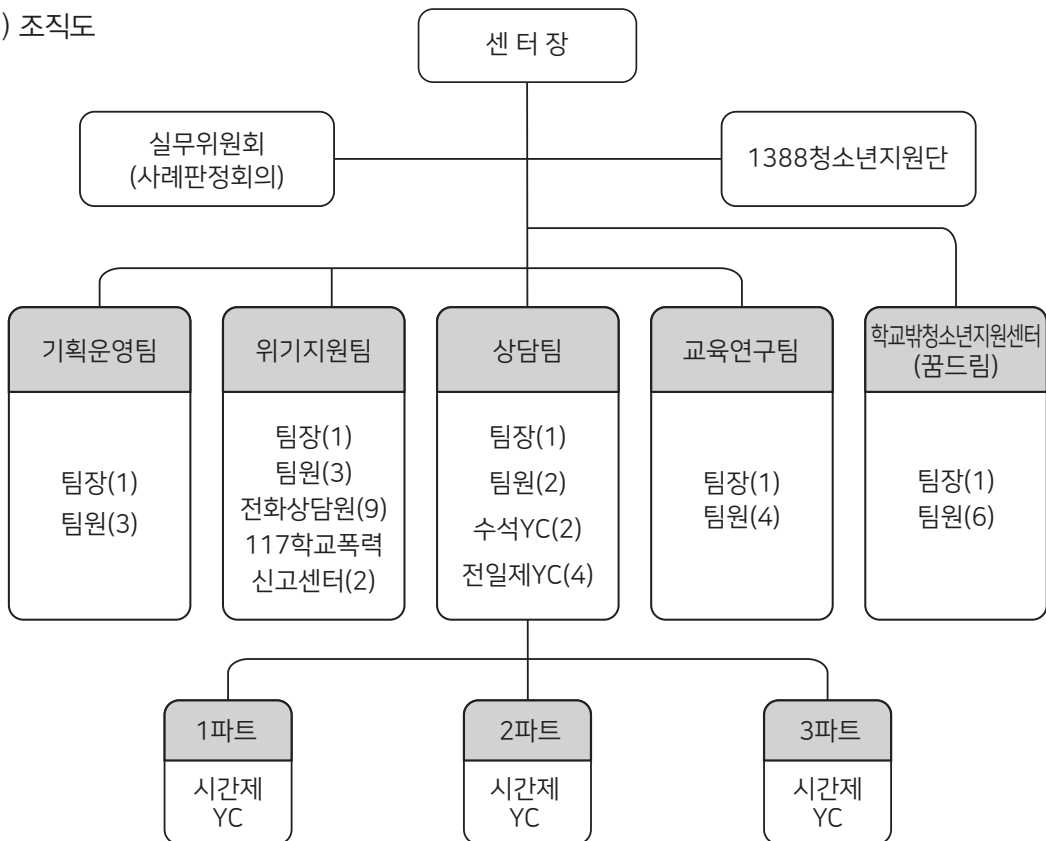 ) 조직도
센 터 장
실무위원회
(사례판정회의)
1388청소년지원단
기획운영팀
팀장(1)
팀원(3)
위기지원팀
팀장(1)
팀원(3)
전화상담원(9)
117학교폭력
신고센터(2)
상담팀
팀장(1)
팀원(2)
수석YC(2)
전일제YC(4)
교육연구팀
팀장(1)
팀원(4)
학교밖청소년지원센터
(꿈드림)
팀장(1)
팀원(6)
1파트
시간제
YC
2파트
시간제
YC
3파트
시간제
YC